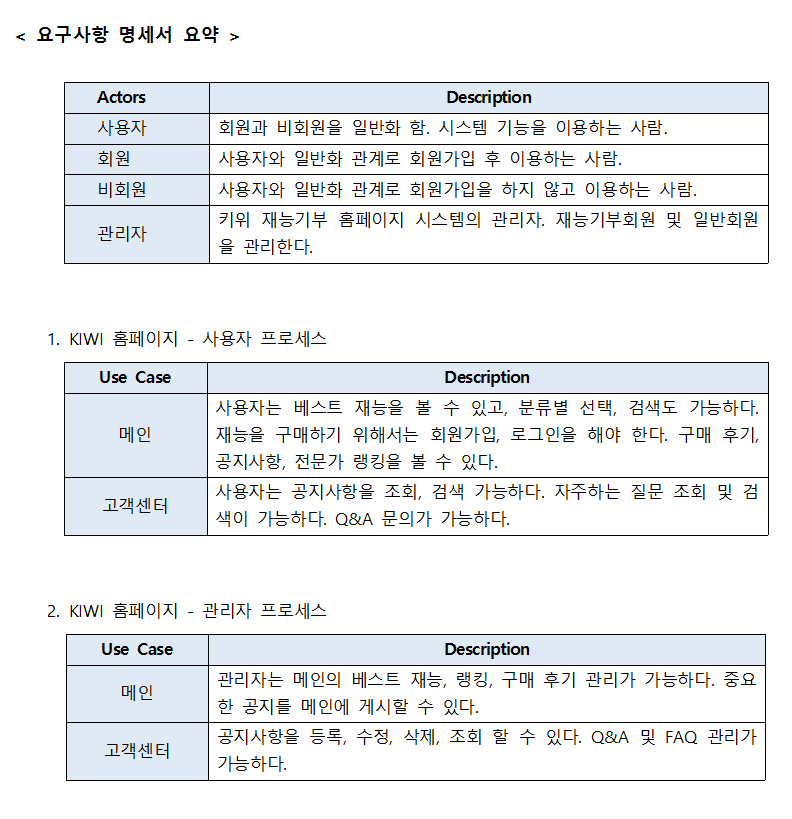 < 요구사항 명세서 요약 >
Actors Description
사용자 회원과 비회원을 일반화 함. 시스템 기능을 이용하는 사람.
회원 사용자와 일반화 관계로 회원가입 후 이용하는 사람.
비회원 사용자와 일반화 관계로 회원가입을 하지 않고 이용하는 사람.
관리자 키위 재능기부 홈페이지 시스템의 관리자. 재능기부회원 및 일반회원
을 관리한다.
1. KIWI 홈페이지 - 사용자 프로세스
Use Case Description
메인 사용자는 베스트 재능을 볼 수 있고, 분류별 선택, 검색도 가능하다.
재능을 구매하기 위해서는 회원가입, 로그인을 해야 한다. 구매 후기,
공지사항, 전문가 랭킹을 볼 수 있다.
고객센터 사용자는 공지사항을 조회, 검색 가능하다. 자주하는 질문 조회 및 검
색이 가능하다. Q&A 문의가 가능하다.
2. KIWI 홈페이지 - 관리자 프로세스
Use Case Description
메인 관리자는 메인의 베스트 재능, 랭킹, 구매 후기 관리가 가능하다. 중요
한 공지를 메인에 게시할 수 있다.
고객센터 공지사항을 등록, 수정, 삭제, 조회 할 수 있다. Q&A 및 FAQ 관리가
가능하다.